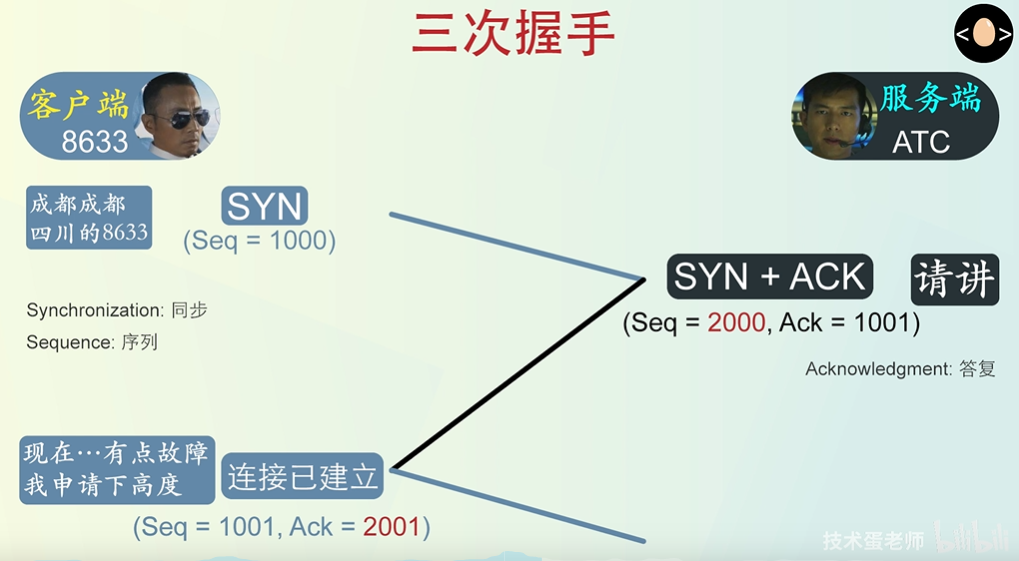 三次握手
< >
客户端
8633
服务端
ATC
成都成都
四川的8633
SYN
(Seq = 1000)
SYN + ACK
请讲
(Seq = 2000, Ack = 1001)
Synchronization: 同步
Sequence: 序列
Acknowledgment: 答复
现在…有点故障
我申请下高度
连接已建立
(Seq = 1001, Ack = 2001)
技术蛋老师 bilibili